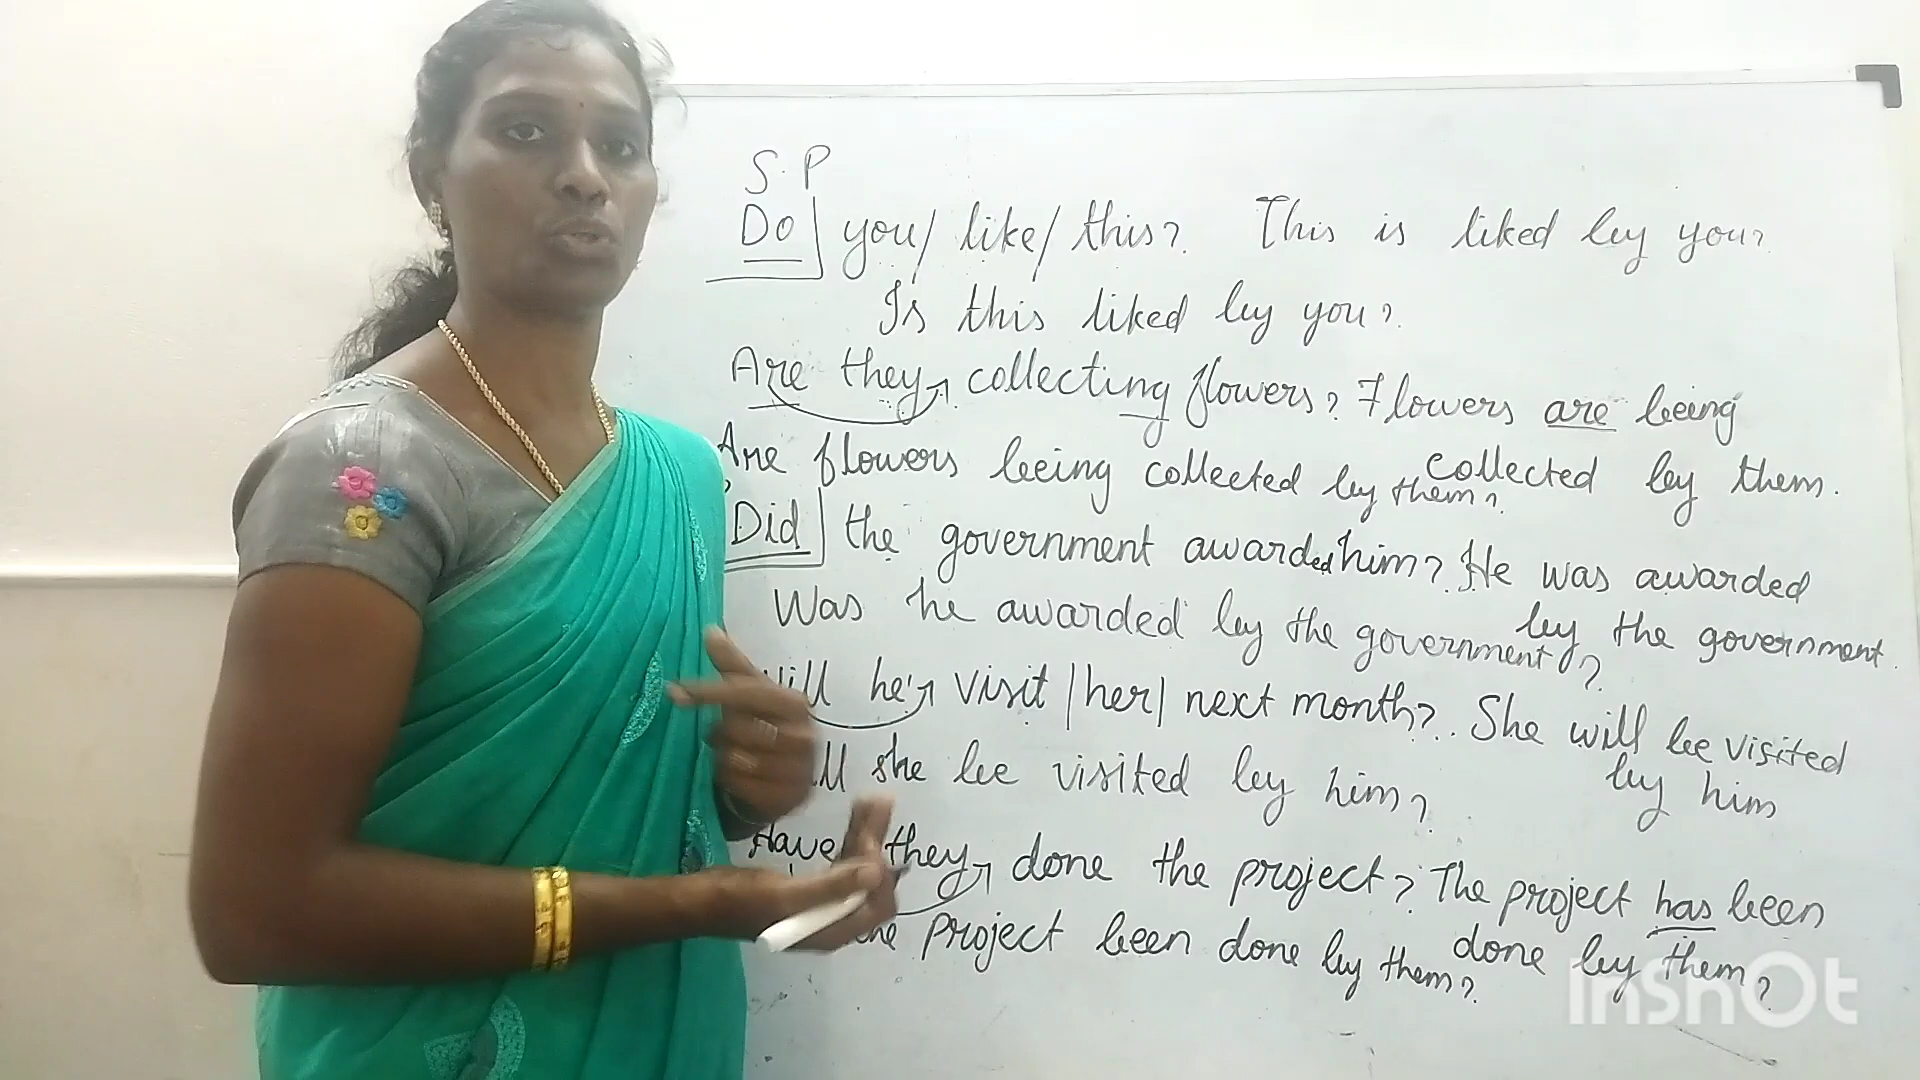 S. P
Do you/ like/ this? This is liked by you?
Is this liked by you?
Are they collecting flowers? Flowers are being
Are flowers being collected by them? collected by them.
Did the government awarded him? He was awarded
Was he awarded by the government? by the government.
he visit |her| next month? She will be visited
she be visited by him? by him
Have they done the project? The project has been
project been done by them? done by them?
InShOt